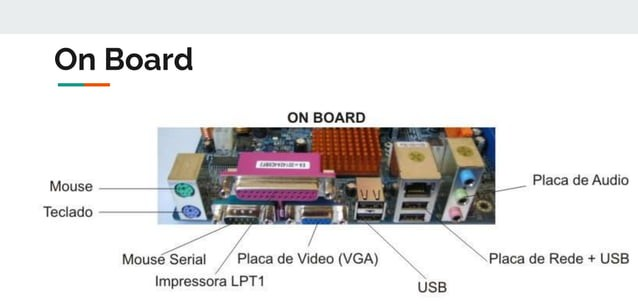 On Board
ON BOARD
Mouse
Teclado
Placa de Audio
Mouse Serial
Placa de Video (VGA)
Placa de Rede + USB
Impressora LPT1
USB